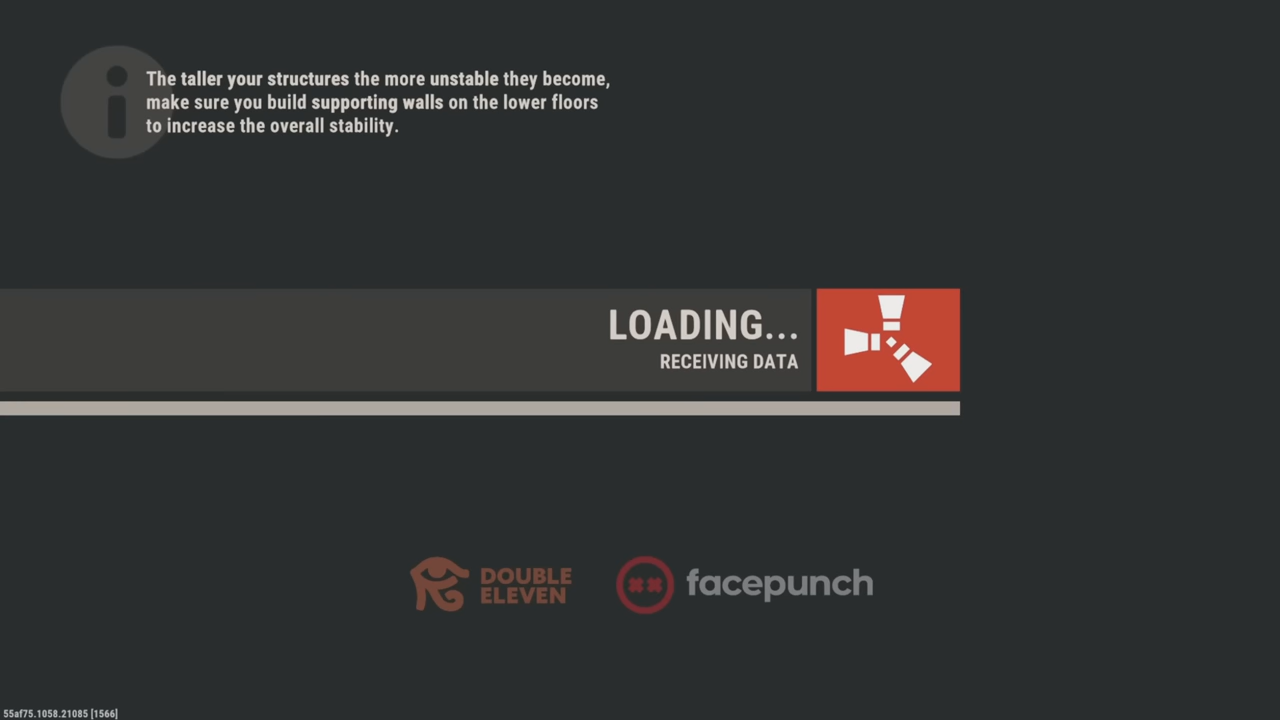 The taller your structures the more unstable they become,
make sure you build supporting walls on the lower floors
to increase the overall stability.
LOADING...
RECEIVING DATA
DOUBLE
ELEVEN
facepunch
55af75.1058.21085 [1566]